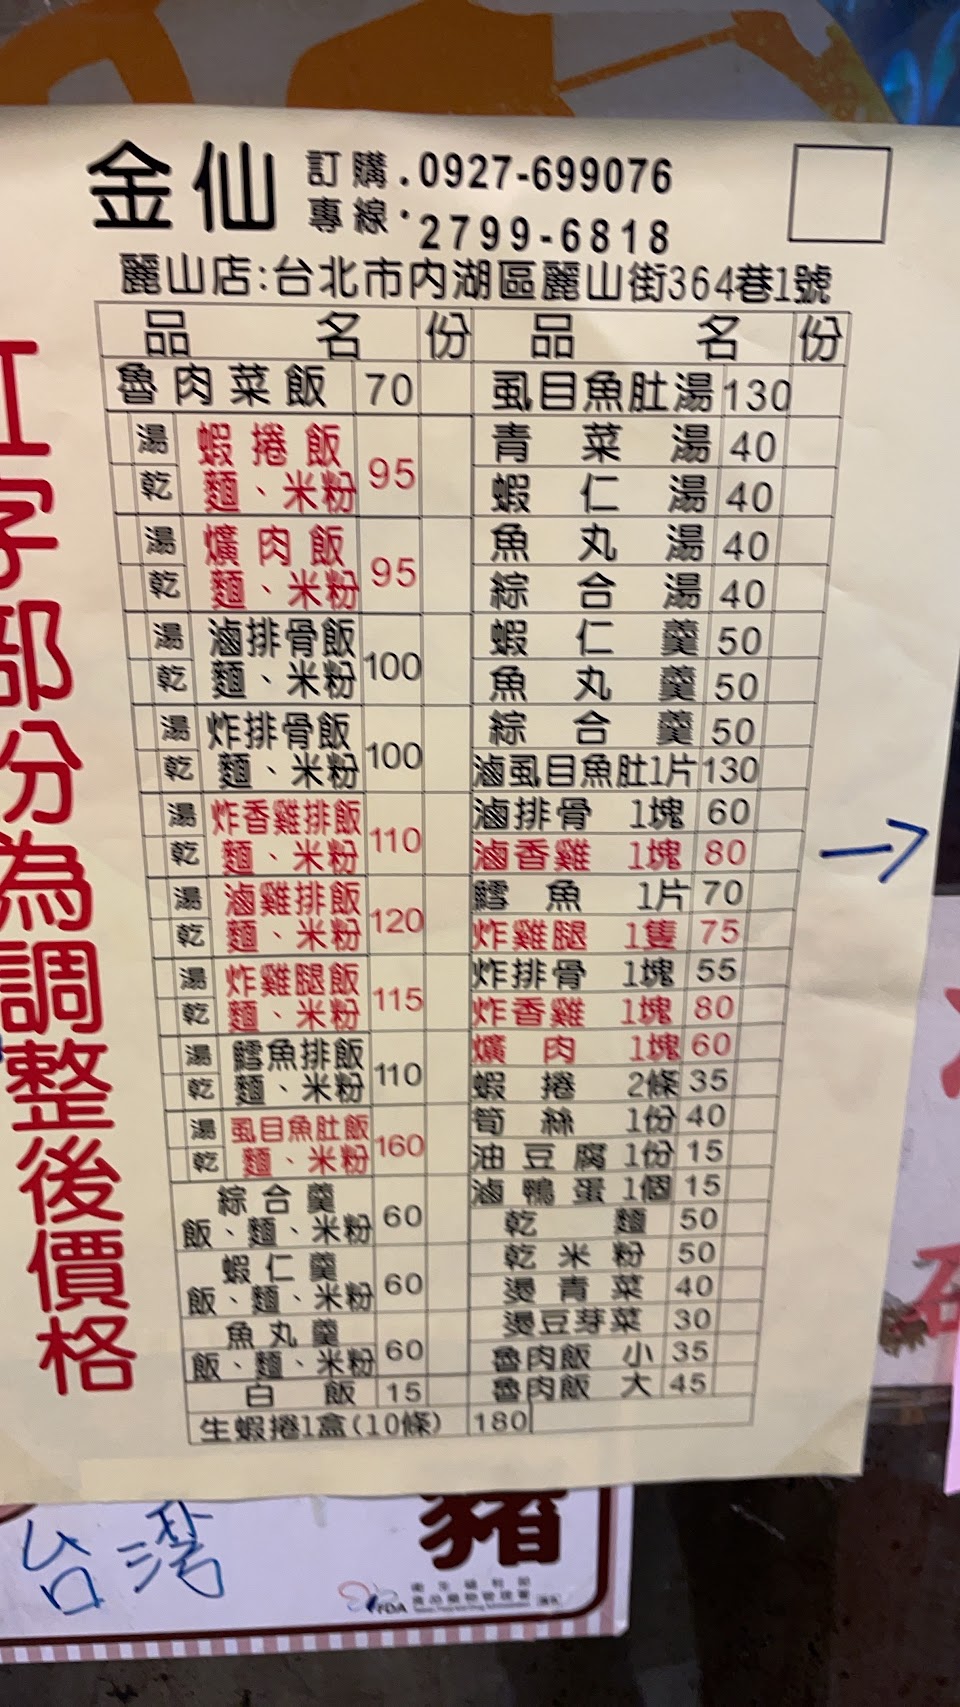 金仙
訂購.0927-699076
專線.2799-6818
麗山店:台北市內湖區麗山街364巷1號
紅字部分為調整後價格
品名 份 品名 份
魯肉菜飯 70
湯 蝦捲飯 95
乾 麵、米粉
湯 爌肉飯 95
乾 麵、米粉
湯 滷排骨飯 100
乾 麵、米粉
湯 炸排骨飯 100
乾 麵、米粉
湯 炸香雞排飯 110
乾 麵、米粉
湯 滷雞排飯 120
乾 麵、米粉
湯 炸雞腿飯 115
乾 麵、米粉
湯 鱈魚排飯 110
乾 麵、米粉
湯 虱目魚肚飯 160
乾 麵、米粉
綜合羹 60
飯、麵、米粉
蝦仁羹 60
飯、麵、米粉
魚丸羹 60
飯、麵、米粉
白飯 15
生蝦捲1盒(10條) 180
虱目魚肚湯 130
青菜湯 40
蝦仁湯 40
魚丸湯 40
綜合湯 40
蝦仁羹 50
魚丸羹 50
綜合羹 50
滷虱目魚肚1片 130
滷排骨 1塊 60
滷香雞 1塊 80
鱈魚 1片 70
炸雞腿 1隻 75
炸排骨 1塊 55
炸香雞 1塊 80
爌肉 1塊 60
蝦捲 2條 35
筍絲 1份 40
油豆腐 1份 15
滷鴨蛋 1個 15
乾麵 50
乾米粉 50
燙青菜 40
燙豆芽菜 30
魯肉飯 小 35
魯肉飯 大 45
→
台灣
豬
FDA